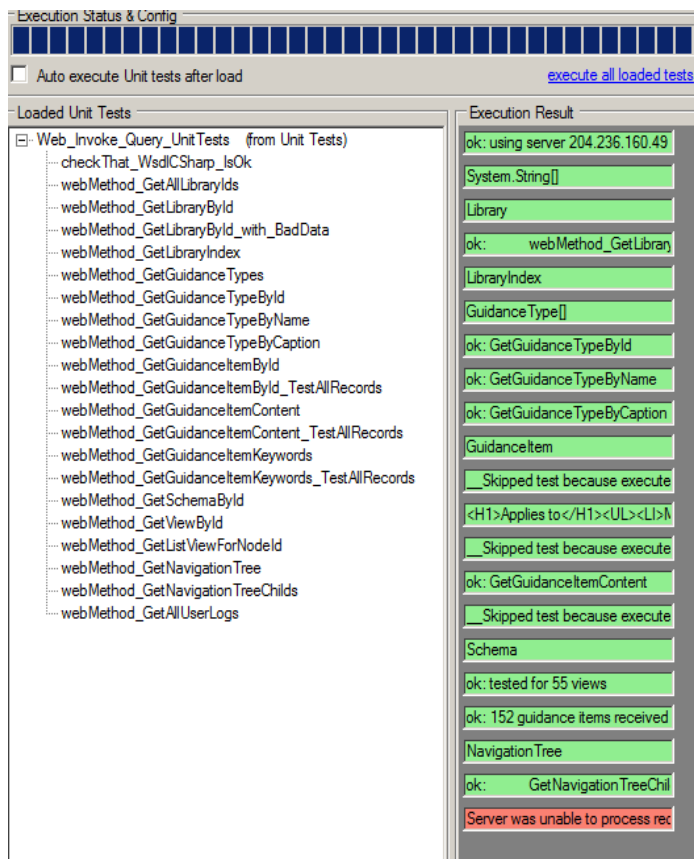 Execution Status & Config
Auto execute Unit tests after load
execute all loaded tests
Loaded Unit Tests
Web_Invoke_Query_UnitTests (from Unit Tests)
checkThat_WsdlCSharp_IsOk
webMethod_GetAllLibraryIds
webMethod_GetLibraryById
webMethod_GetLibraryById_with_BadData
webMethod_GetLibraryIndex
webMethod_GetGuidanceTypes
webMethod_GetGuidanceTypeById
webMethod_GetGuidanceTypeByName
webMethod_GetGuidanceTypeByCaption
webMethod_GetGuidanceItemById
webMethod_GetGuidanceItemById_TestAllRecords
webMethod_GetGuidanceItemContent
webMethod_GetGuidanceItemContent_TestAllRecords
webMethod_GetGuidanceItemKeywords
webMethod_GetGuidanceItemKeywords_TestAllRecords
webMethod_GetSchemaById
webMethod_GetViewById
webMethod_GetListViewForNodeId
webMethod_GetNavigationTree
webMethod_GetNavigationTreeChilds
webMethod_GetAllUserLogs
Execution Result
ok: using server 204.236.160.49
System.String[]
Library
ok: webMethod_GetLibrary
LibraryIndex
GuidanceType[]
ok: GetGuidanceTypeById
ok: GetGuidanceTypeByName
ok: GetGuidanceTypeByCaption
GuidanceItem
__Skipped test because execute
<H1>Applies to</H1><UL><LI>M
__Skipped test because execute
ok: GetGuidanceItemContent
__Skipped test because execute
Schema
ok: tested for 55 views
ok: 152 guidance items received
NavigationTree
ok: GetNavigationTreeChil
Server was unable to process rec